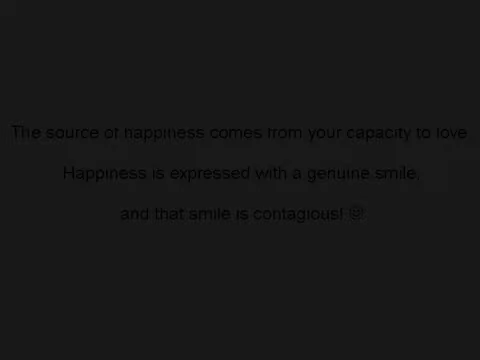 The source of happiness comes from your capacity to love
Happiness is expressed with a genuine smile,
and that smile is contagious! ☺